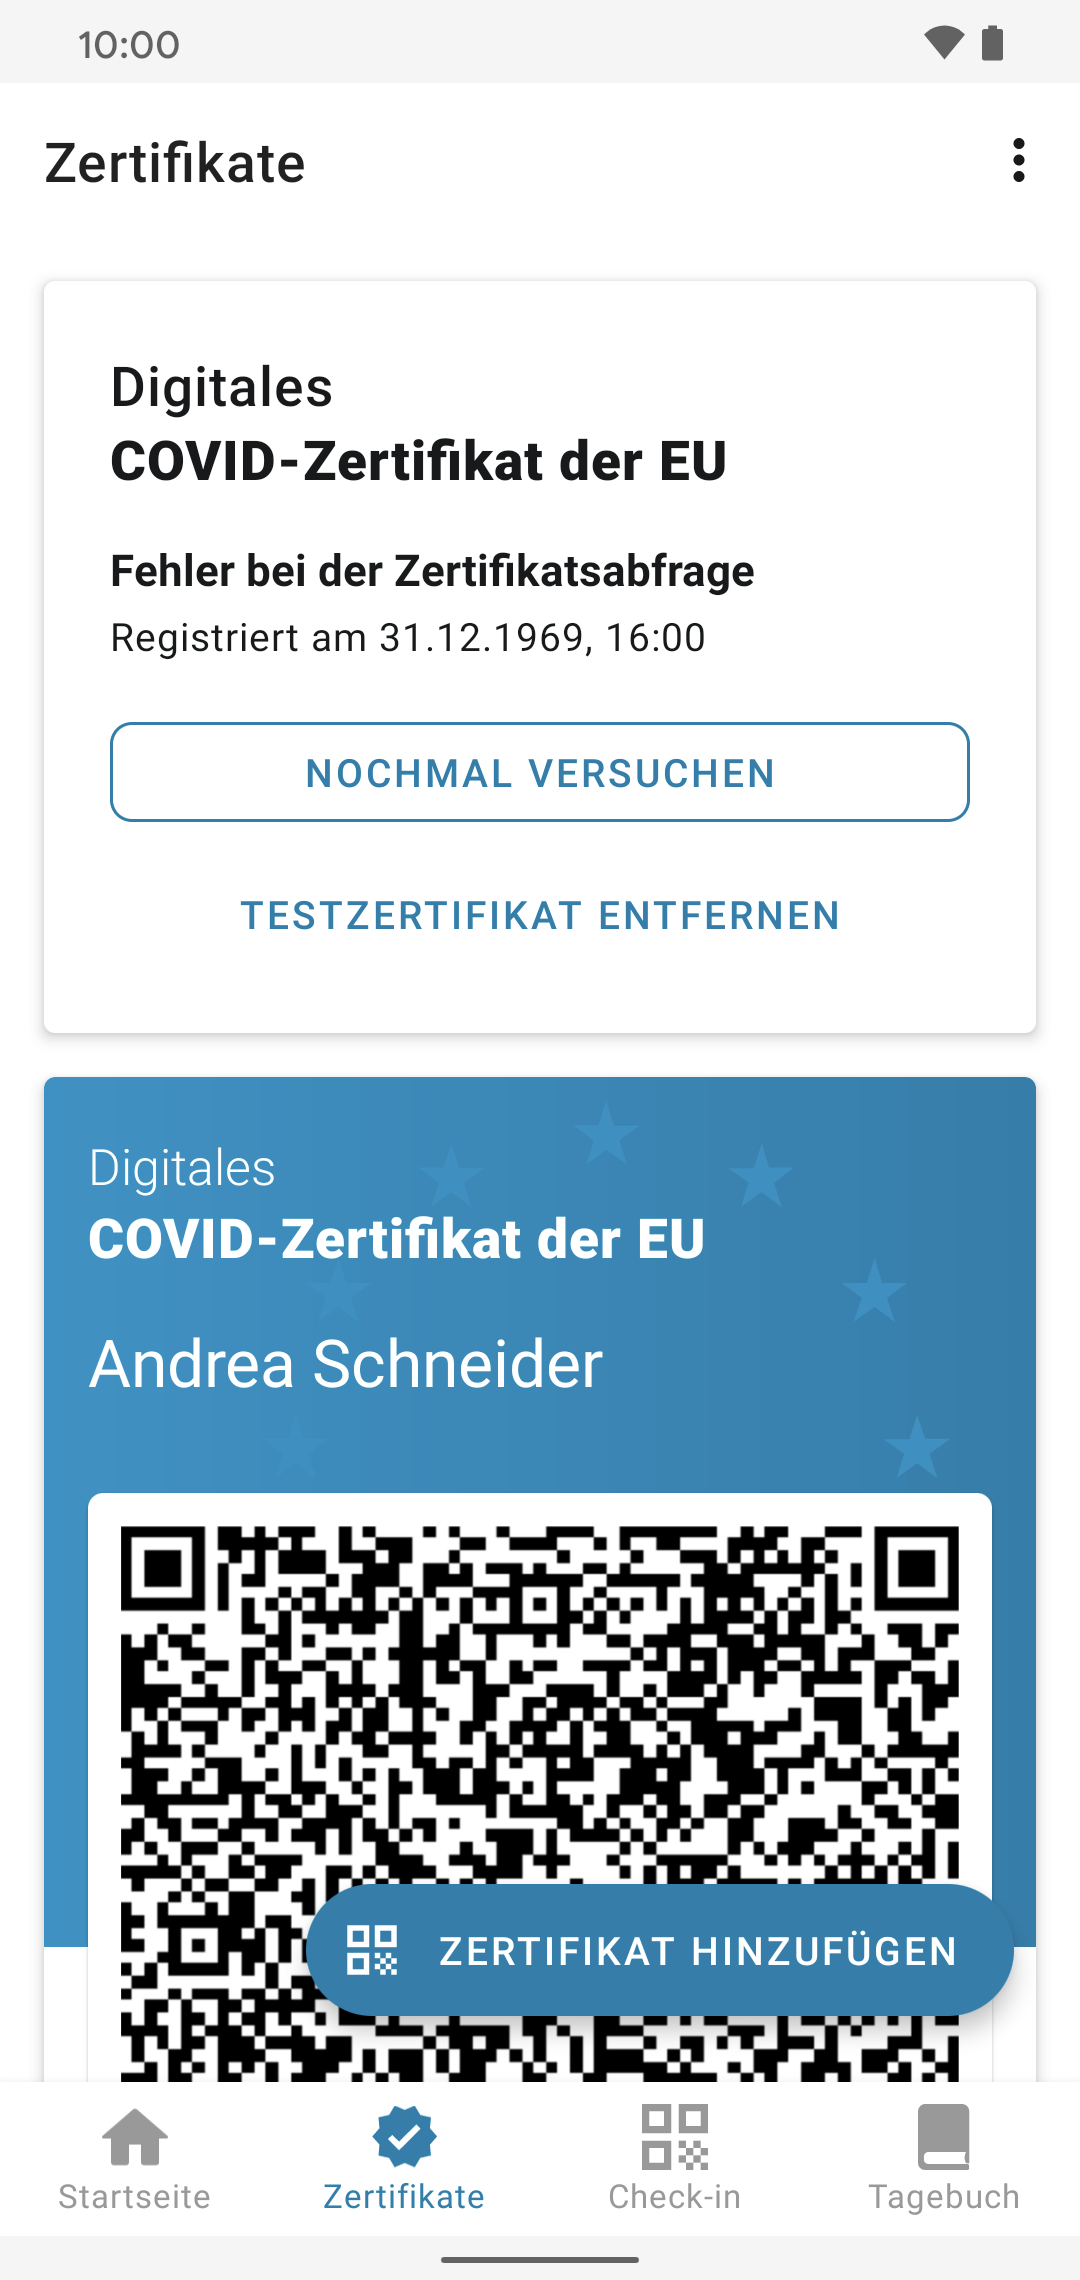 10:00
Zertifikate
Digitales
COVID-Zertifikat der EU
Fehler bei der Zertifikatsabfrage
Registriert am 31.12.1969, 16:00
NOCHMAL VERSUCHEN
TESTZERTIFIKAT ENTFERNEN
Digitales
COVID-Zertifikat der EU
Andrea Schneider
ZERTIFIKAT HINZUFÜGEN
Startseite
Zertifikate
Check-in
Tagebuch